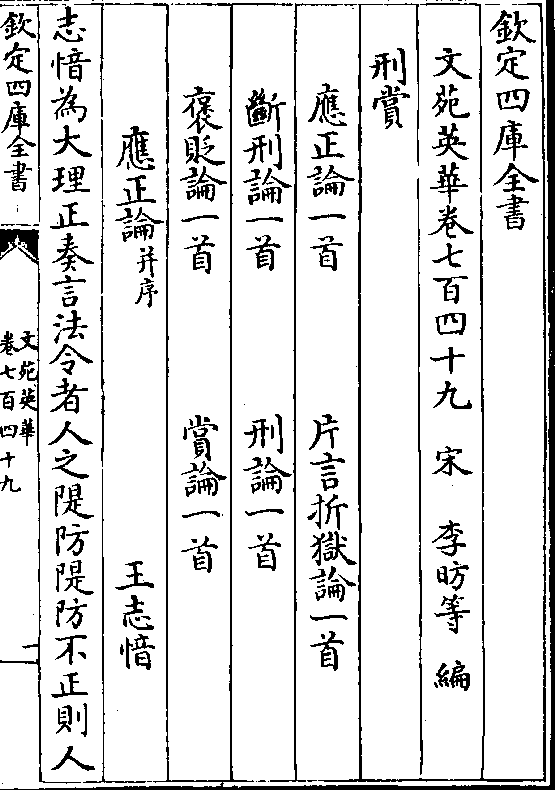 欽定四庫全書
文苑英華卷七百四十九 宋 李昉等 編
刑賞
應正論一首 片言折獄論一首
斷刑論一首 刑論一首
褒貶論一首 賞論一首
應正論并序 王志愔
志愔為大理正奏言法令者人之隄防隄防不正則人
欽定四庫全書
文苑英華
卷七百四十九
一